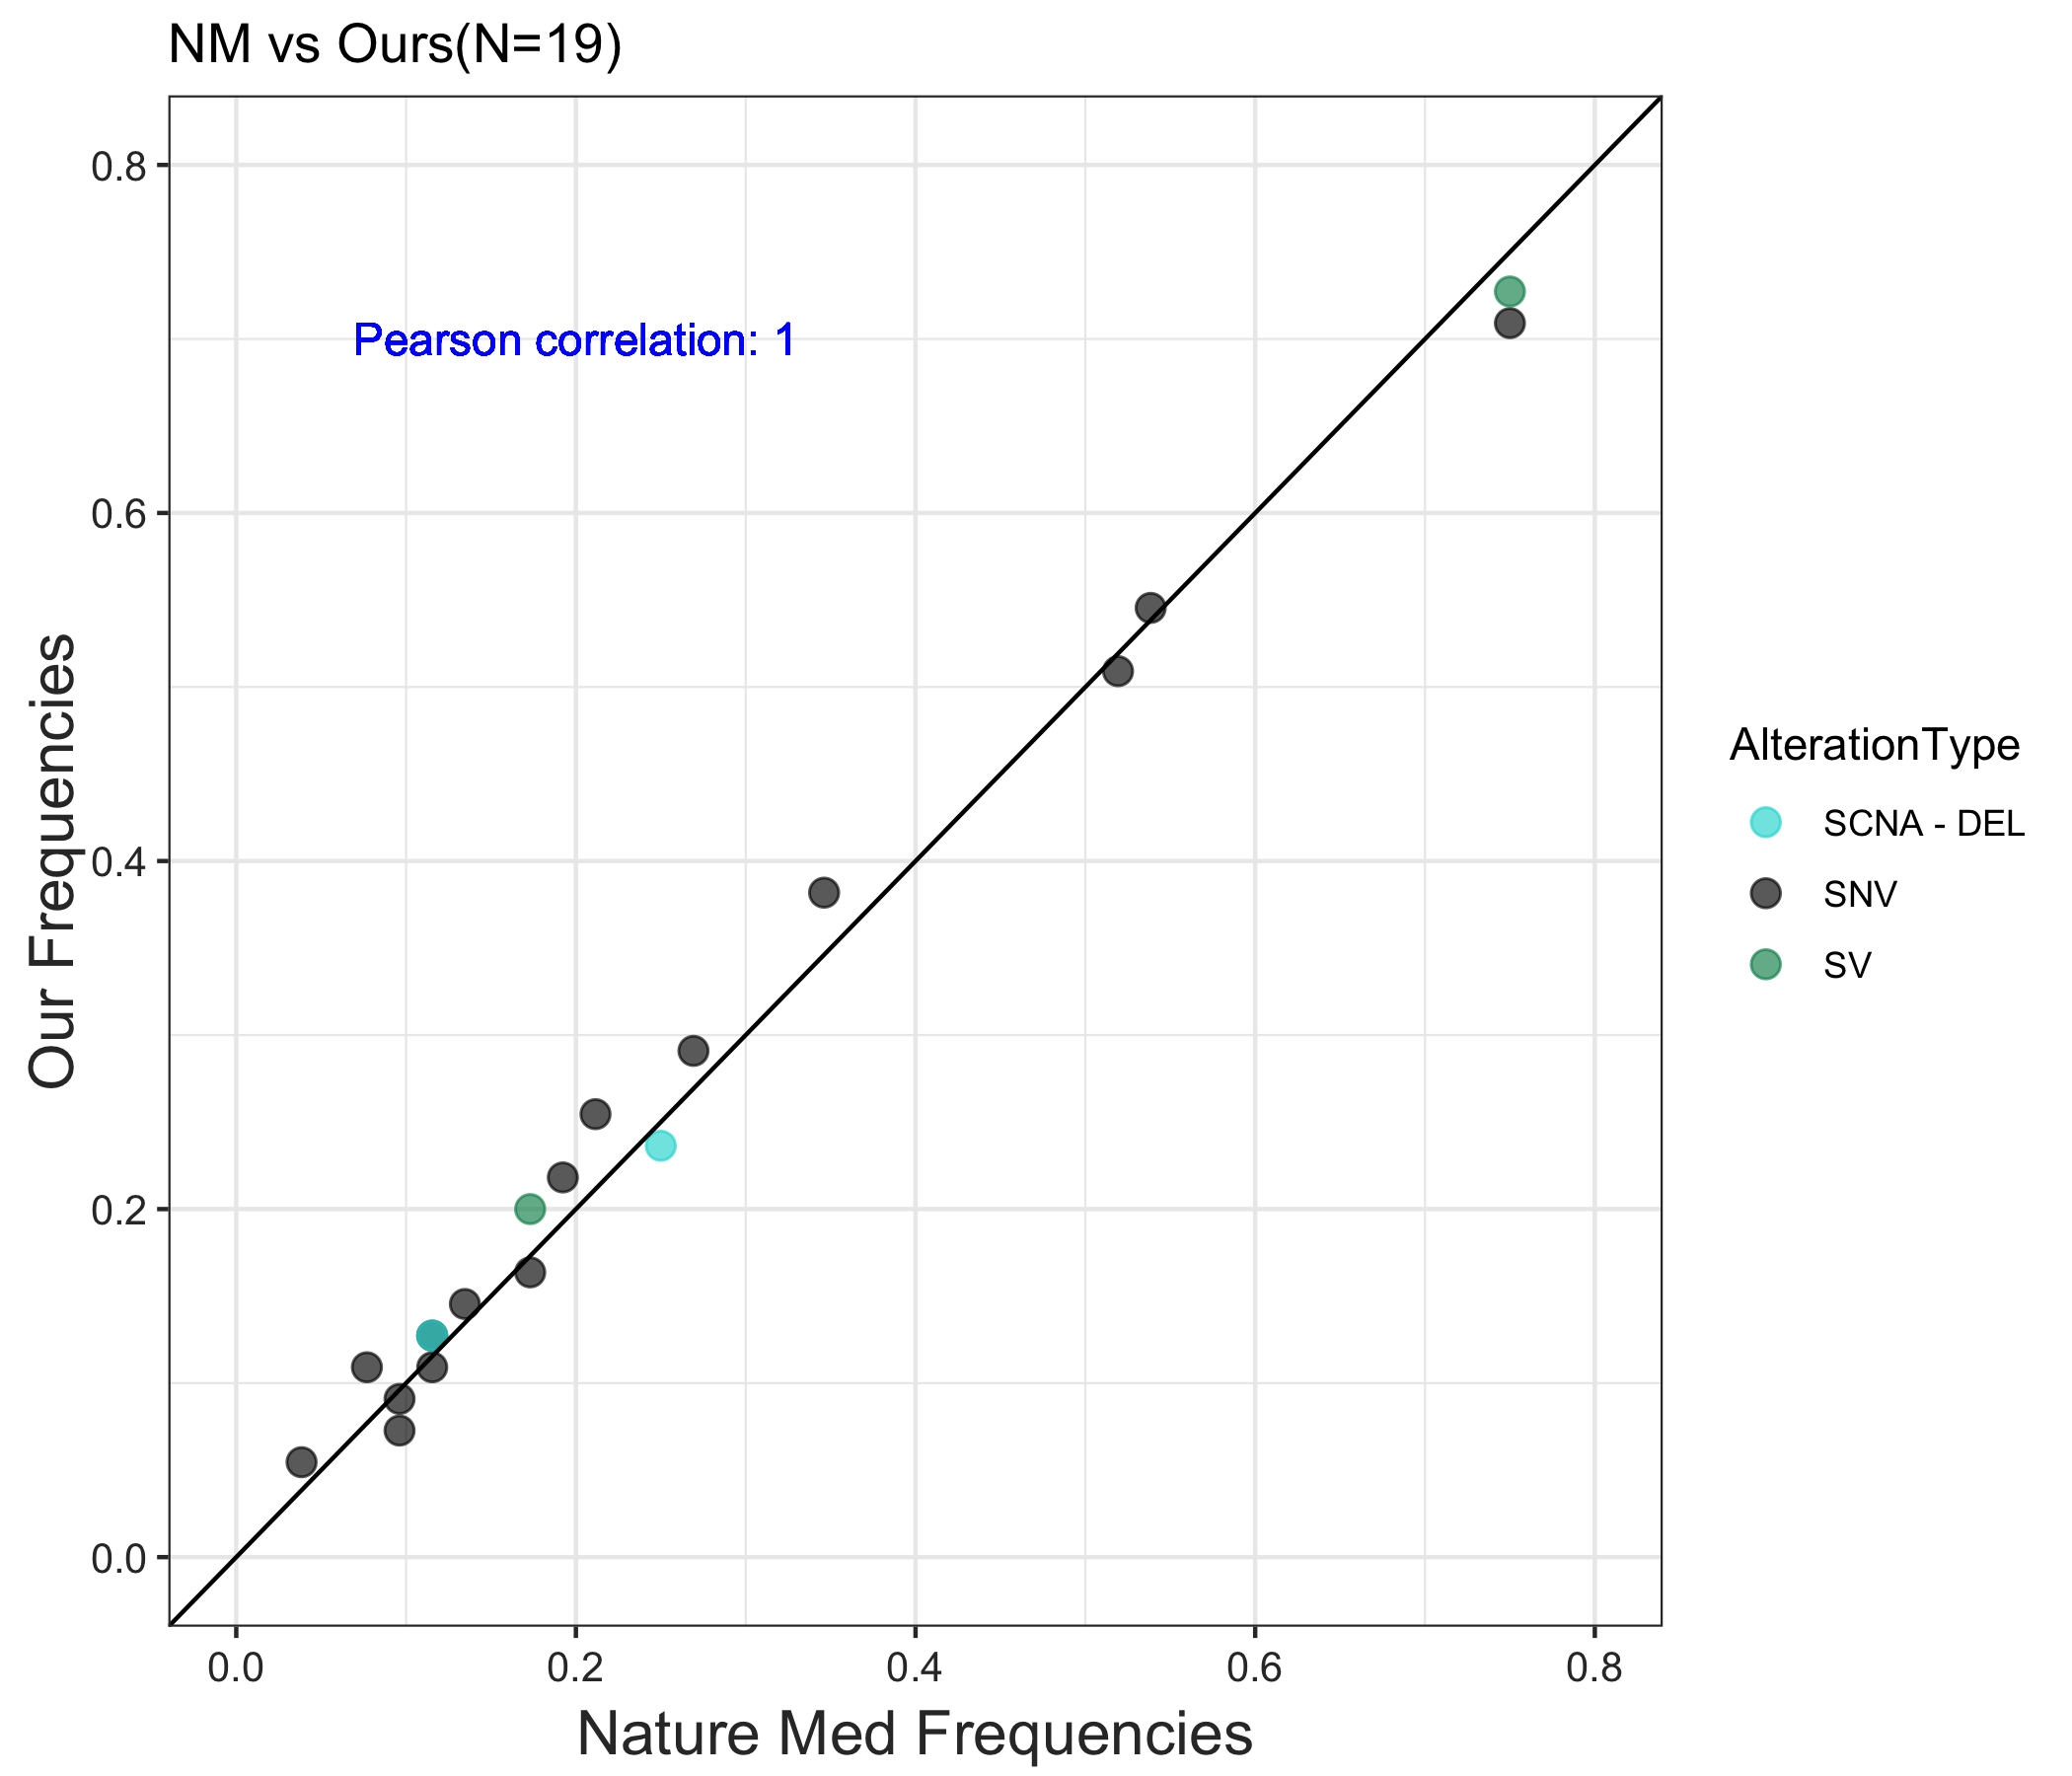 NM vs Ours(N=19)
Pearson correlation: 1
0.8
0.6
0.4
0.2
0.0
Our Frequencies
0.0 0.2 0.4 0.6 0.8
Nature Med Frequencies
AlterationType
SCNA - DEL
SNV
SV